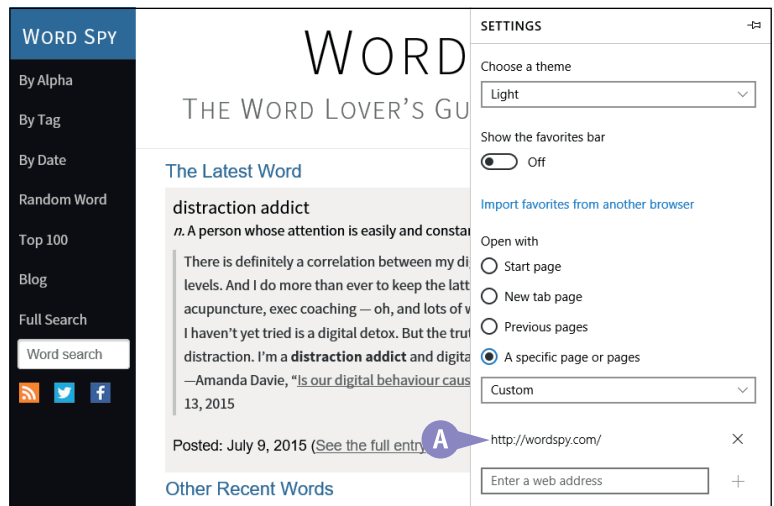 WORD SPY
By Alpha
By Tag
By Date
Random Word
Top 100
Blog
Full Search
Word search
f
WORD
THE WORD LOVER'S GU
The Latest Word
distraction addict
n. A person whose attention is easily and constan
There is definitely a correlation between my di
levels. And I do more than ever to keep the latt
acupuncture, exec coaching — oh, and lots of
I haven't yet tried is a digital detox. But the trut
distraction. I'm a distraction addict and digita
—Amanda Davie, “Is our digital behaviour caus
13, 2015
Posted: July 9, 2015 (See the full entry
Other Recent Words
SETTINGS
Choose a theme
Light
Show the favorites bar
Off
Import favorites from another browser
Open with
Start page
New tab page
Previous pages
A specific page or pages
Custom
A
http://wordspy.com/
Enter a web address